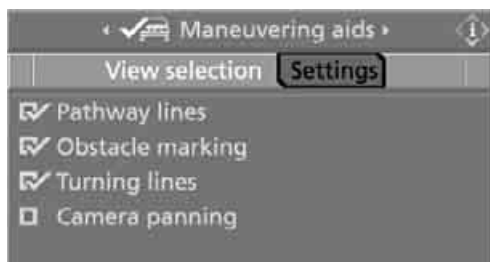 Maneuvering aids
View selection Settings
Pathway lines
Obstacle marking
Turning lines
Camera panning